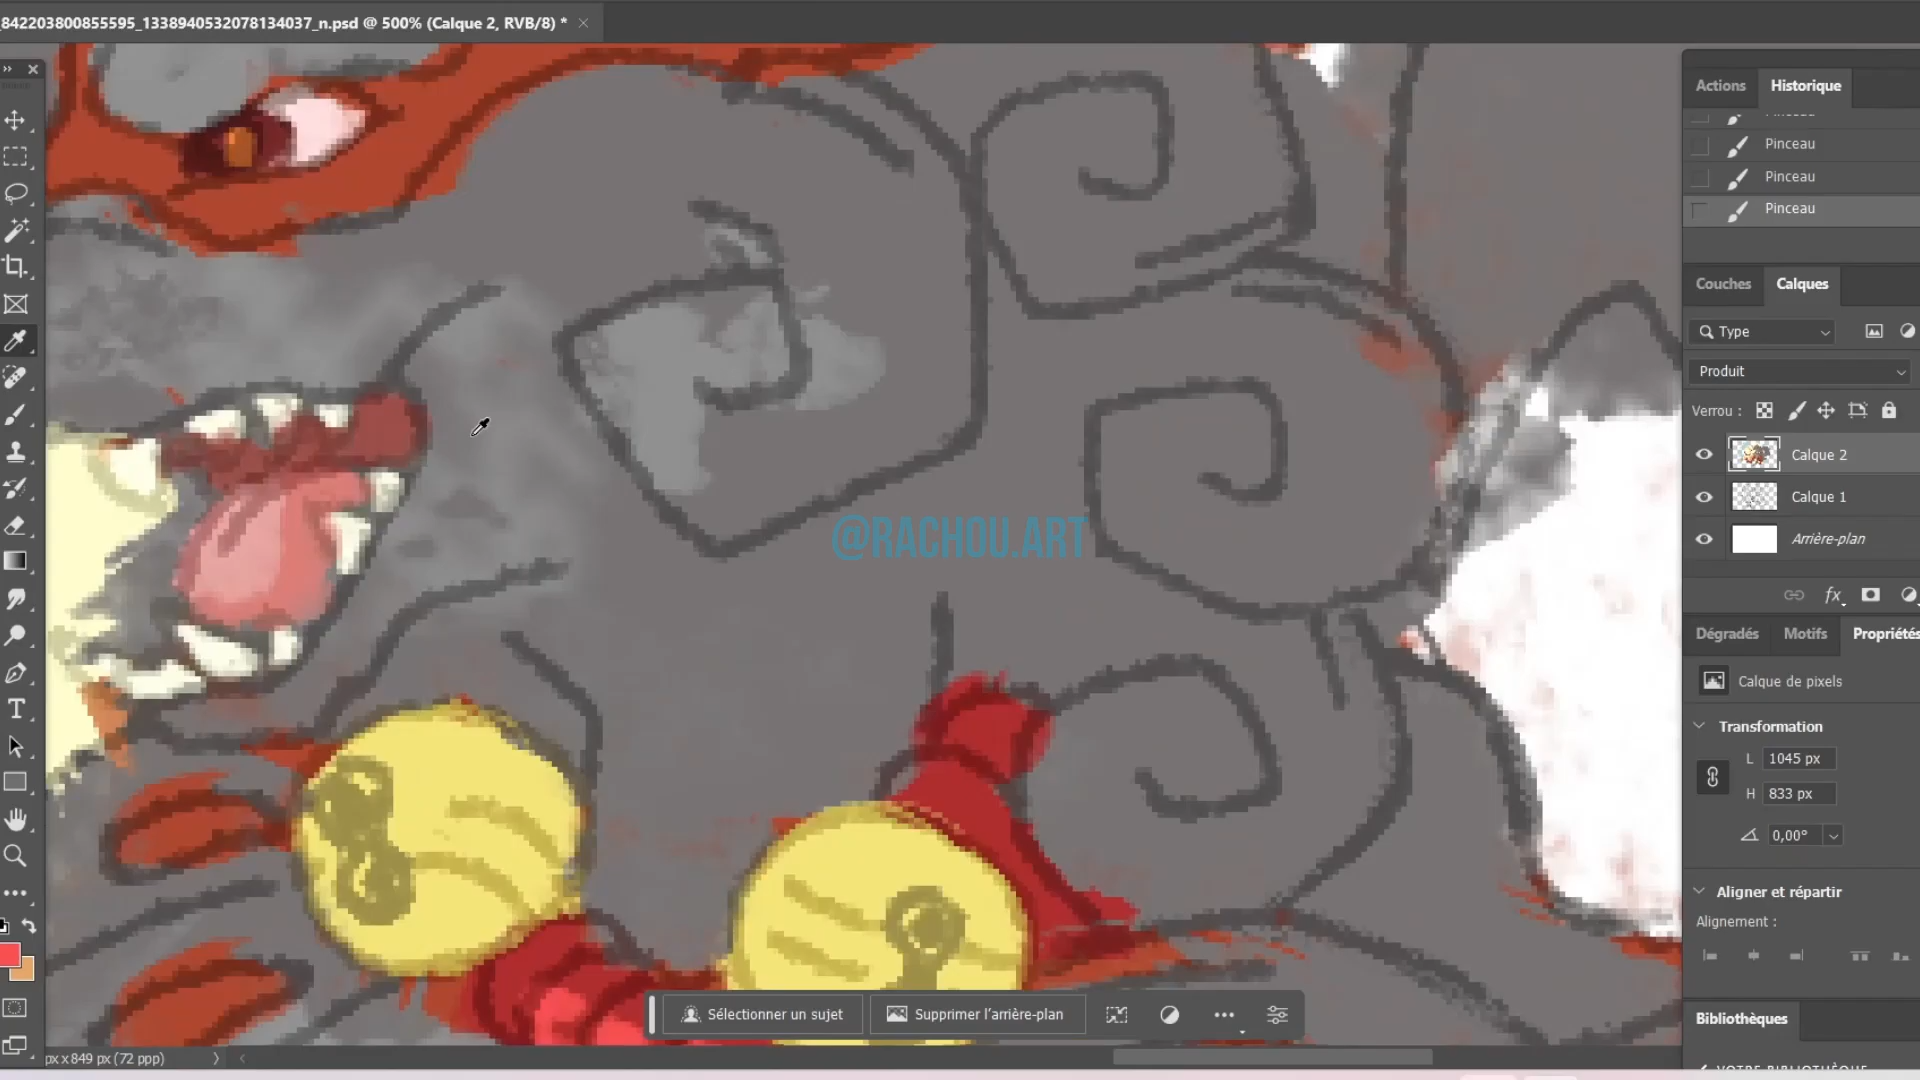 842203800855595_1338940532078134037_n.psd @ 500% (Calque 2, RVB/8) *
Actions
Historique
Pinceau
Pinceau
Pinceau
Pinceau
Couches
Calques
Type
Produit
Verrou :
Calque 2
Calque 1
Arrière-plan
fx
Dégradés
Motifs
Propriétés
Calque de pixels
Transformation
L
1045 px
H
833 px
0,00°
Aligner et répartir
Alignement :
Bibliothèques
@RACHOU.ART
Sélectionner un sujet
Supprimer l'arrière-plan
px x 849 px (72 ppp)